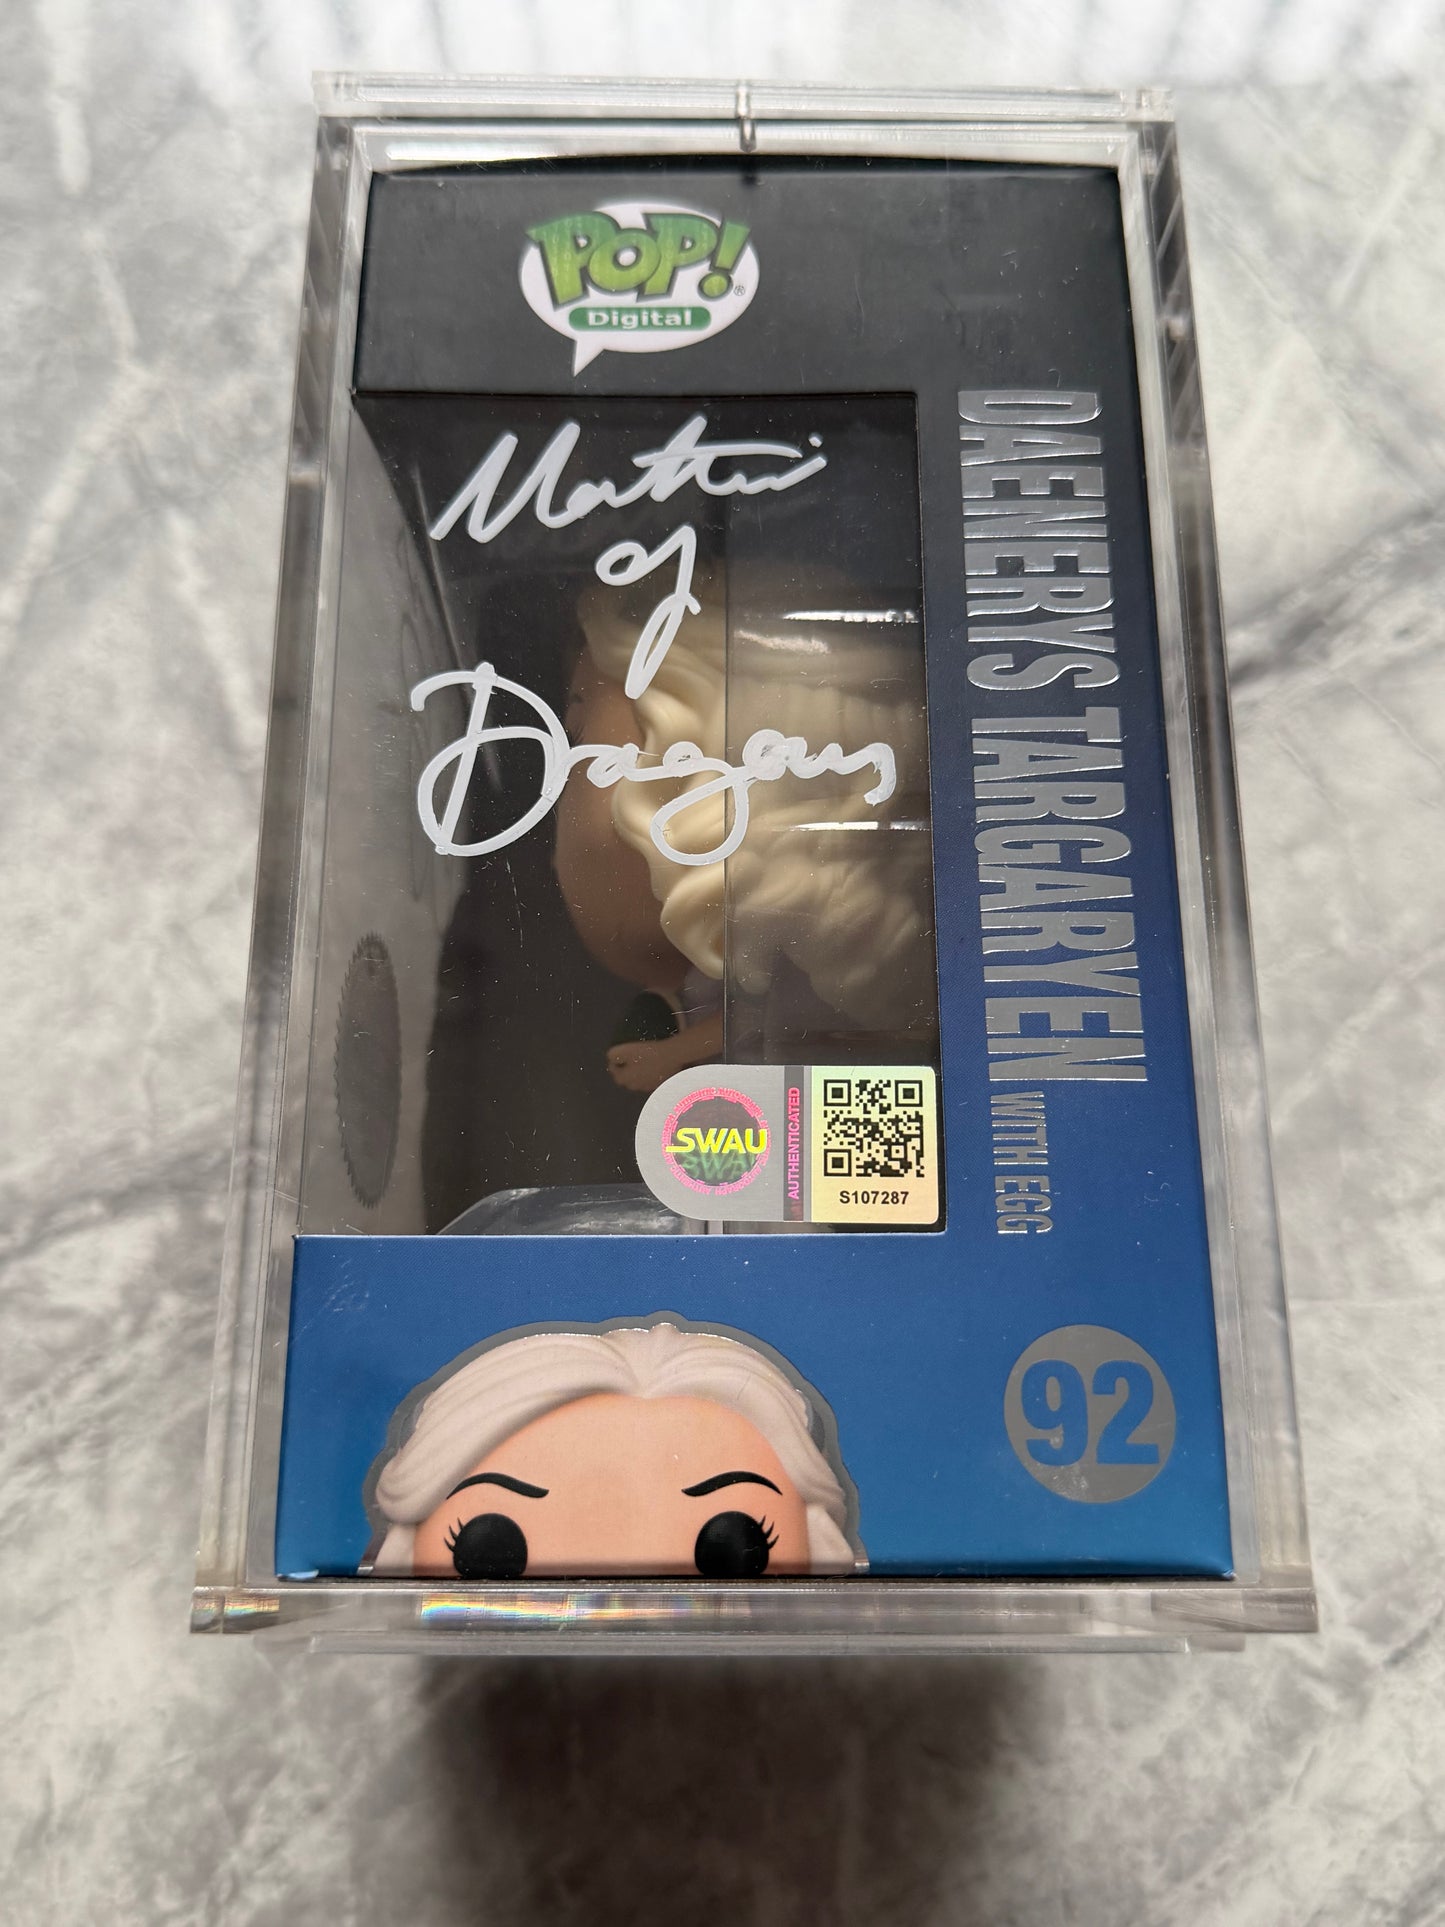 POP!
®
Digital
Mother
of
Dragons
DAENERYS TARGARYEN WITH EGG
SWAU
AUTHENTICATED
S107287
92